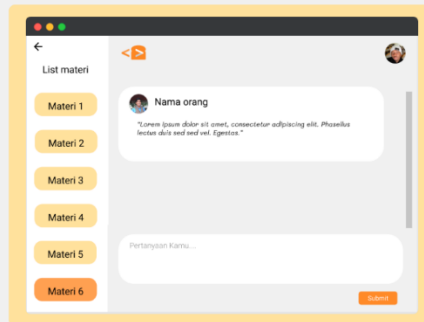 List materi
Materi 1
Materi 2
Materi 3
Materi 4
Materi 5
Materi 6
Nama orang
"Lorem ipsum dolor sit amet, consectetur adipiscing elit. Phasellus
lectus duis sed sed vel. Egestas."
Pertanyaan Kamu...
Submit